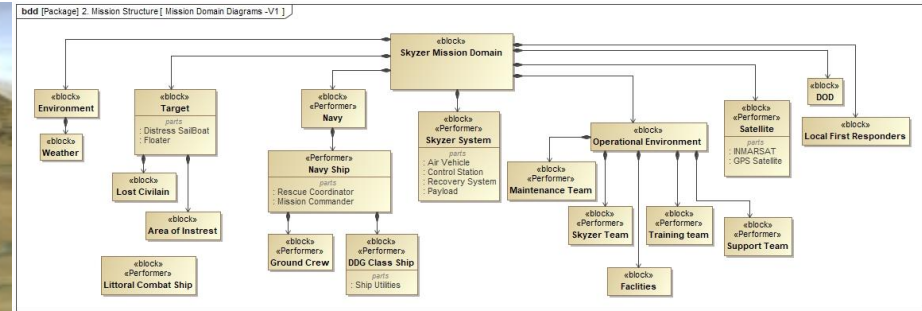 bdd [Package] 2. Mission Structure [ Mission Domain Diagrams -V1 ]
«block»
Skyzer Mission Domain
«block»
Environment
«block»
Weather
«block»
Target
parts
: Distress SailBoat
: Floater
«block»
Lost Civilain
«block»
Area of Instrest
«block»
«Performer»
Littoral Combat Ship
«block»
«Performer»
Navy
«Performer»
Navy Ship
parts
: Rescue Coordinator
: Mission Commander
«block»
«Performer»
Ground Crew
«block»
«Performer»
DDG Class Ship
parts
: Ship Utilities
«block»
«Performer»
Skyzer System
parts
: Air Vehicle
: Control Station
: Recovery System
: Payload
«block»
Operational Environment
«block»
«Performer»
Maintenance Team
«block»
«Performer»
Skyzer Team
«block»
Faclities
«block»
«Performer»
Training team
«block»
«Performer»
Support Team
«block»
«Performer»
Satellite
parts
: INMARSAT
: GPS Satellite
«block»
DOD
«block»
Local First Responders